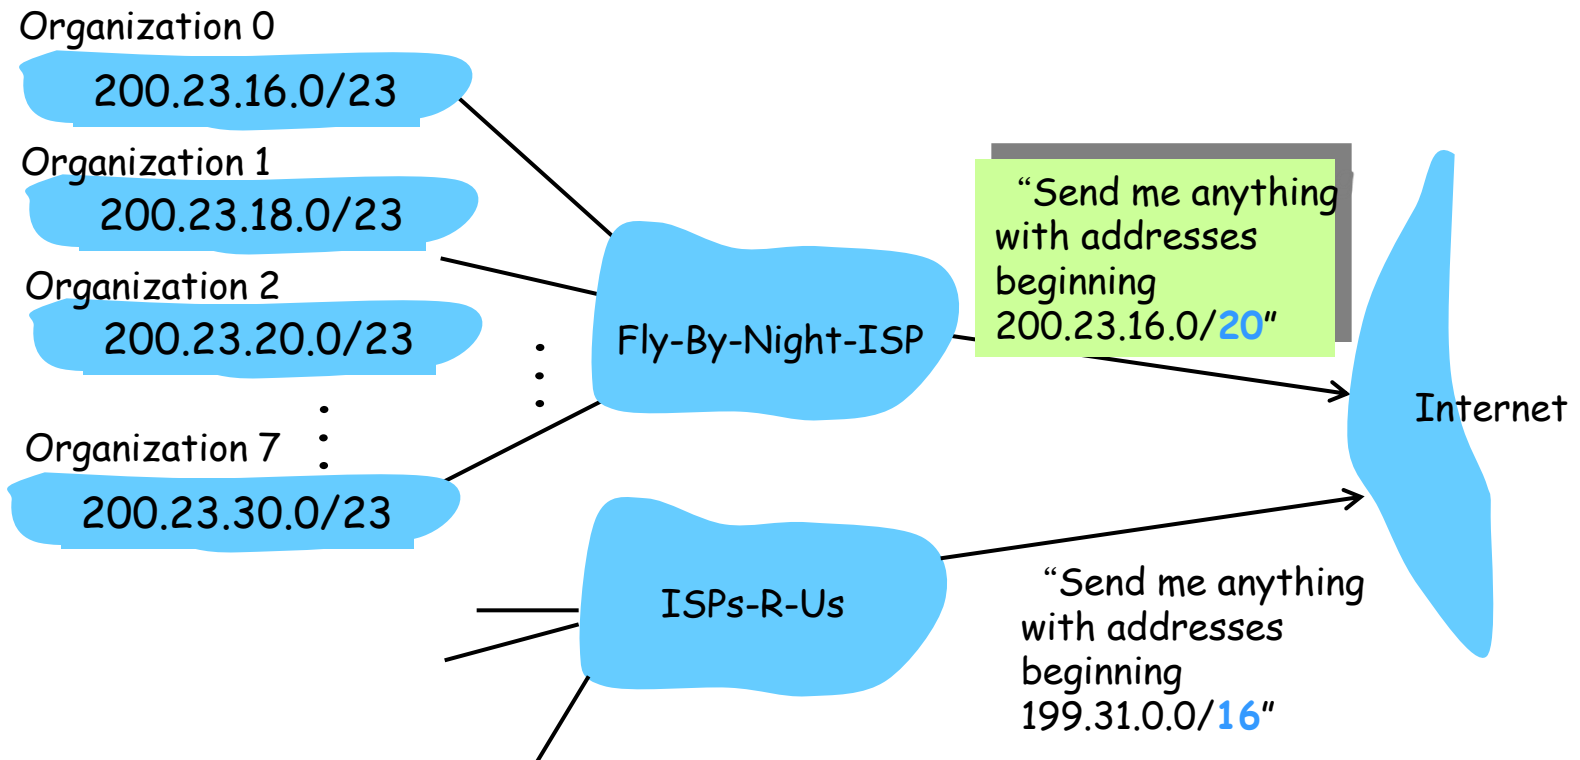 Organization 0
200.23.16.0/23
Organization 1
200.23.18.0/23
Organization 2
200.23.20.0/23
Organization 7
200.23.30.0/23
Fly-By-Night-ISP
“Send me anything
with addresses
beginning
200.23.16.0/20”
Internet
ISPs-R-Us
“Send me anything
with addresses
beginning
199.31.0.0/16”